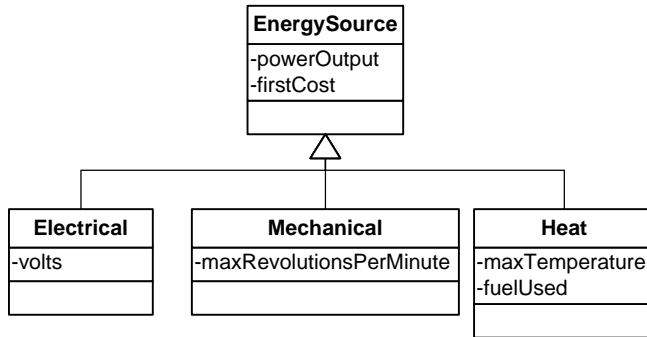 EnergySource
-powerOutput
-firstCost
Electrical
-volts
Mechanical
-maxRevolutionsPerMinute
Heat
-maxTemperature
-fuelUsed